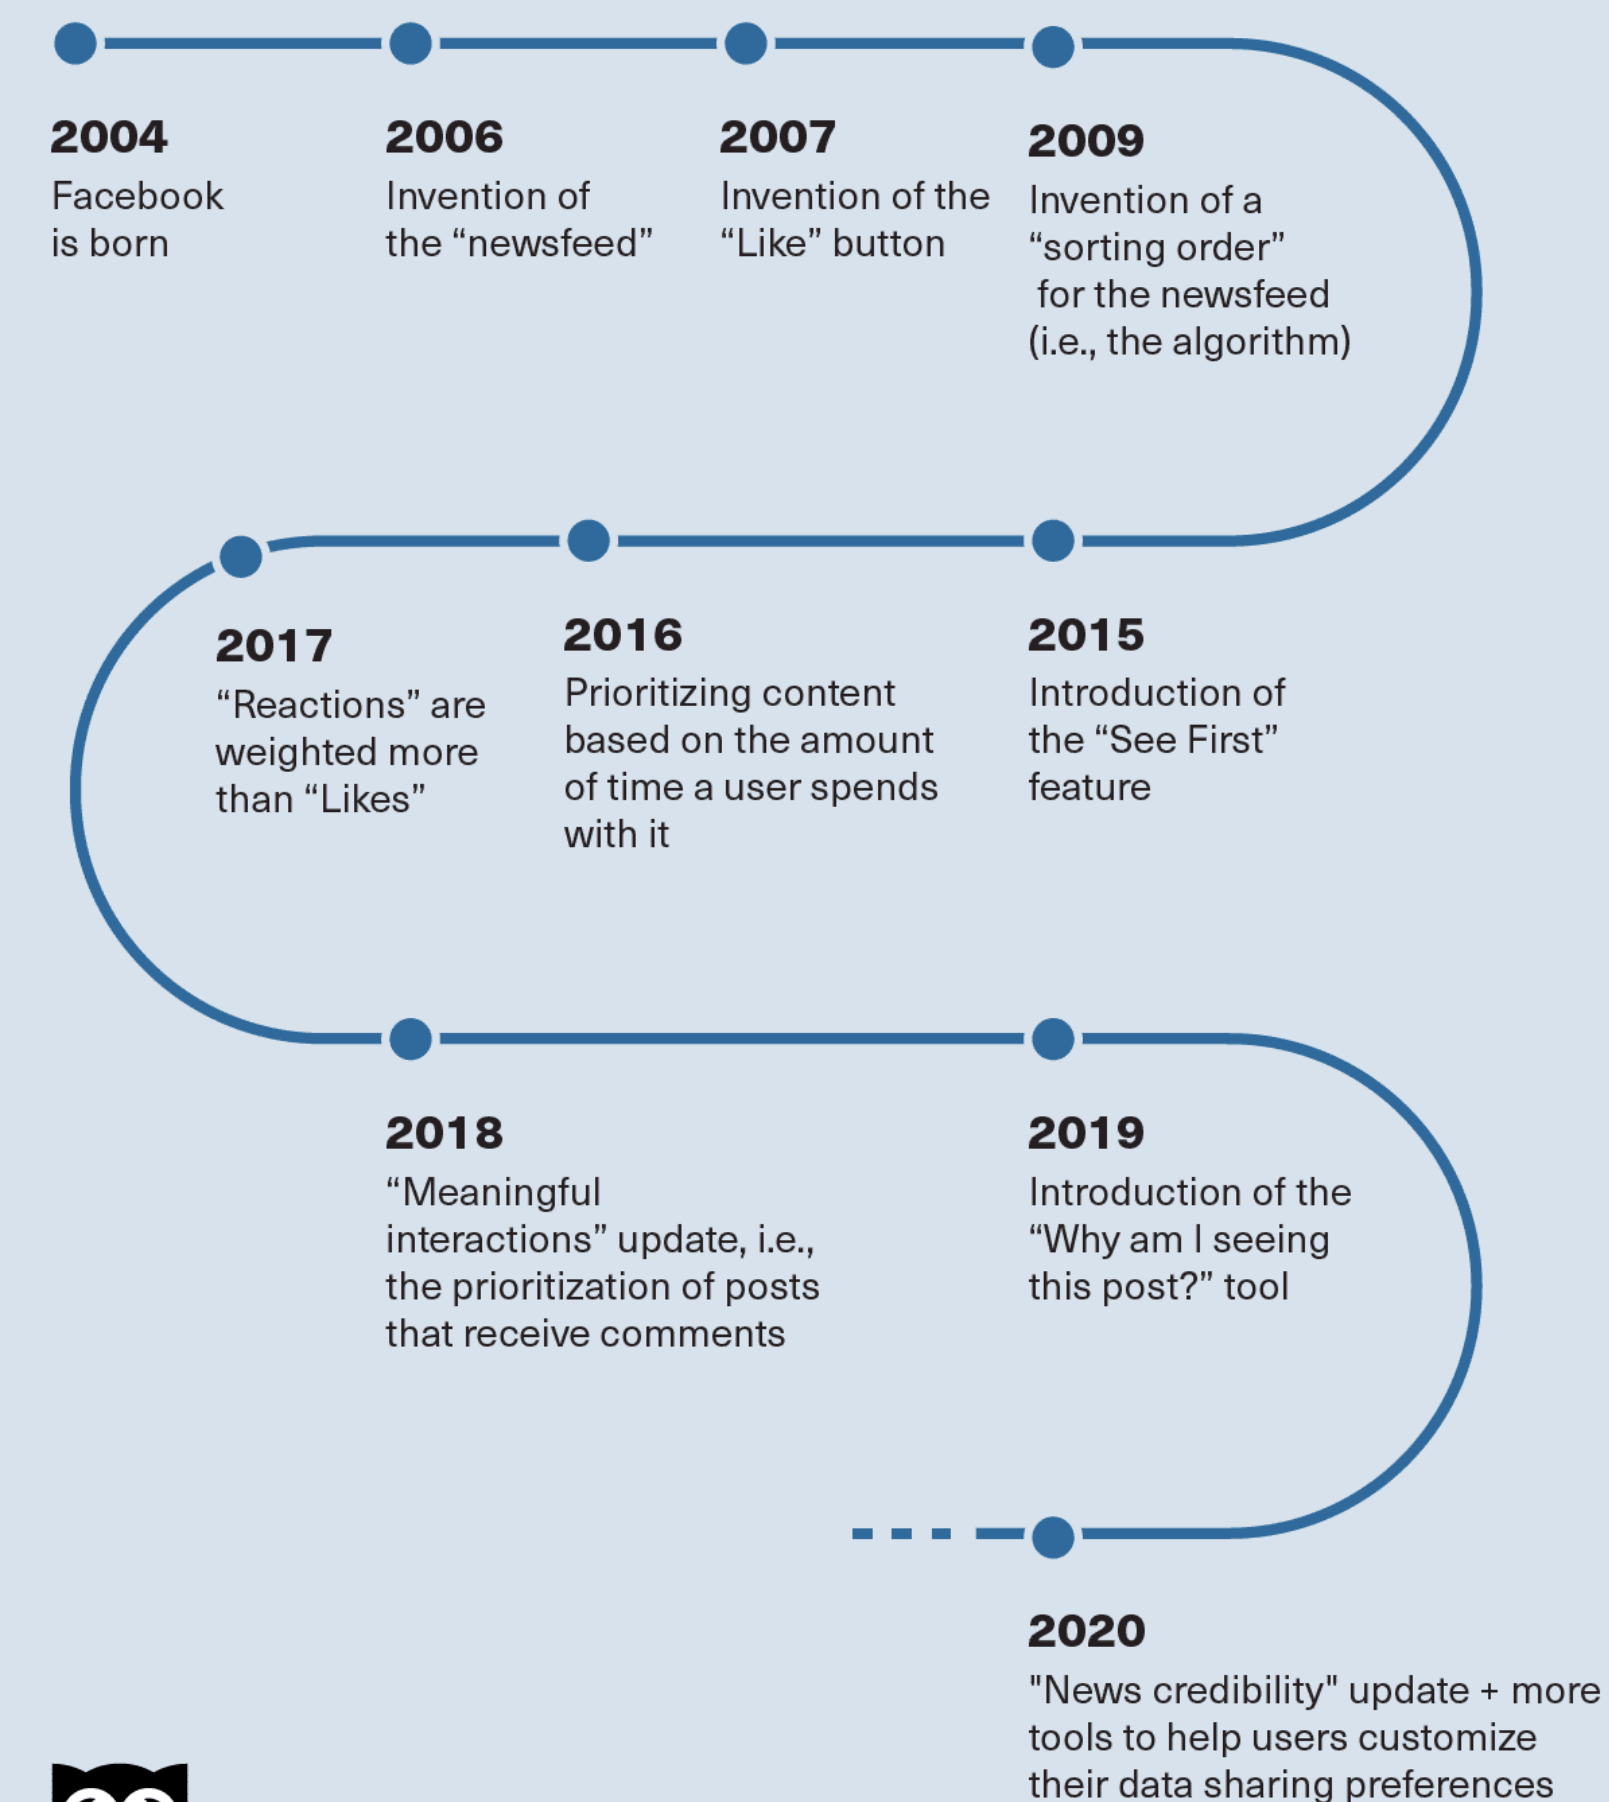 2004
Facebook
is born
2006
Invention of
the “newsfeed”
2007
Invention of the
“Like” button
2009
Invention of a
“sorting order”
for the newsfeed
(i.e., the algorithm)
2015
Introduction of
the “See First”
feature
2016
Prioritizing content
based on the amount
of time a user spends
with it
2017
“Reactions” are
weighted more
than “Likes”
2018
“Meaningful
interactions” update, i.e.,
the prioritization of posts
that receive comments
2019
Introduction of the
“Why am I seeing
this post?” tool
2020
"News credibility" update + more
tools to help users customize
their data sharing preferences